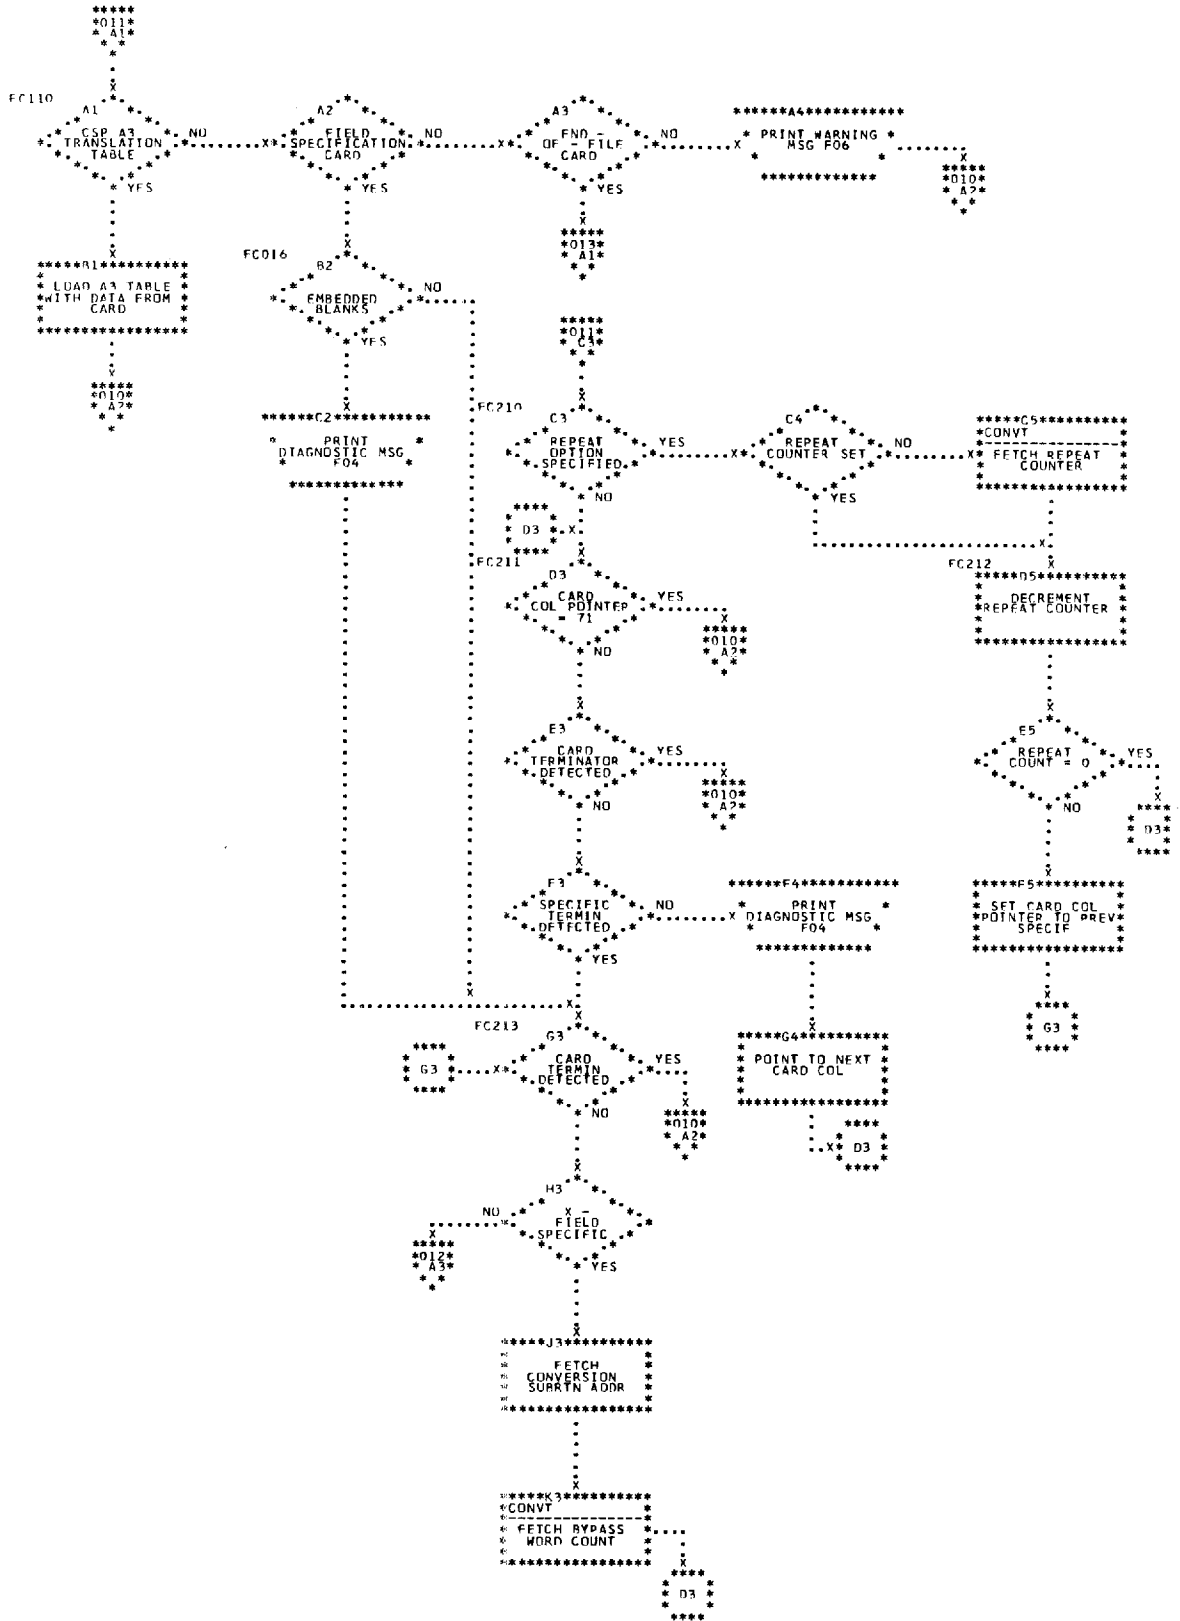 011
A1
FC110
A1
CSP A3
TRANSLATION
TABLE
NO
YES
A2
FIELD
SPECIFICATION
CARD
NO
YES
A3
END -
OF - FILE
CARD
NO
YES
A4
PRINT WARNING
MSG F06
010
A2
013
A1
B1
LOAD A3 TABLE
WITH DATA FROM
CARD
010
A2
FC016
B2
EMBEDDED
BLANKS
NO
YES
011
C3
C2
PRINT
DIAGNOSTIC MSG
F04
FC210
C3
REPEAT
OPTION
SPECIFIED
YES
NO
C4
REPEAT
COUNTER SET
NO
YES
C5
CONVT
FETCH REPEAT
COUNTER
D3
FC211
D3
CARD
COL POINTER
= 71
YES
NO
010
A2
FC212
D5
DECREMENT
REPEAT COUNTER
E3
CARD
TERMINATOR
DETECTED
YES
NO
010
A2
E5
REPEAT
COUNT = 0
YES
NO
D3
F3
SPECIFIC
TERMIN
DETECTED
NO
YES
F4
PRINT
DIAGNOSTIC MSG
F04
F5
SET CARD COL
POINTER TO PREV
SPECIF
G3
FC213
G3
G3
CARD
TERMIN
DETECTED
YES
NO
010
A2
G4
POINT TO NEXT
CARD COL
D3
H3
X -
FIELD
SPECIFIC
NO
YES
012
A3
J3
FETCH
CONVERSION
SUBRTN ADDR
K3
CONVT
FETCH BYPASS
WORD COUNT
D3